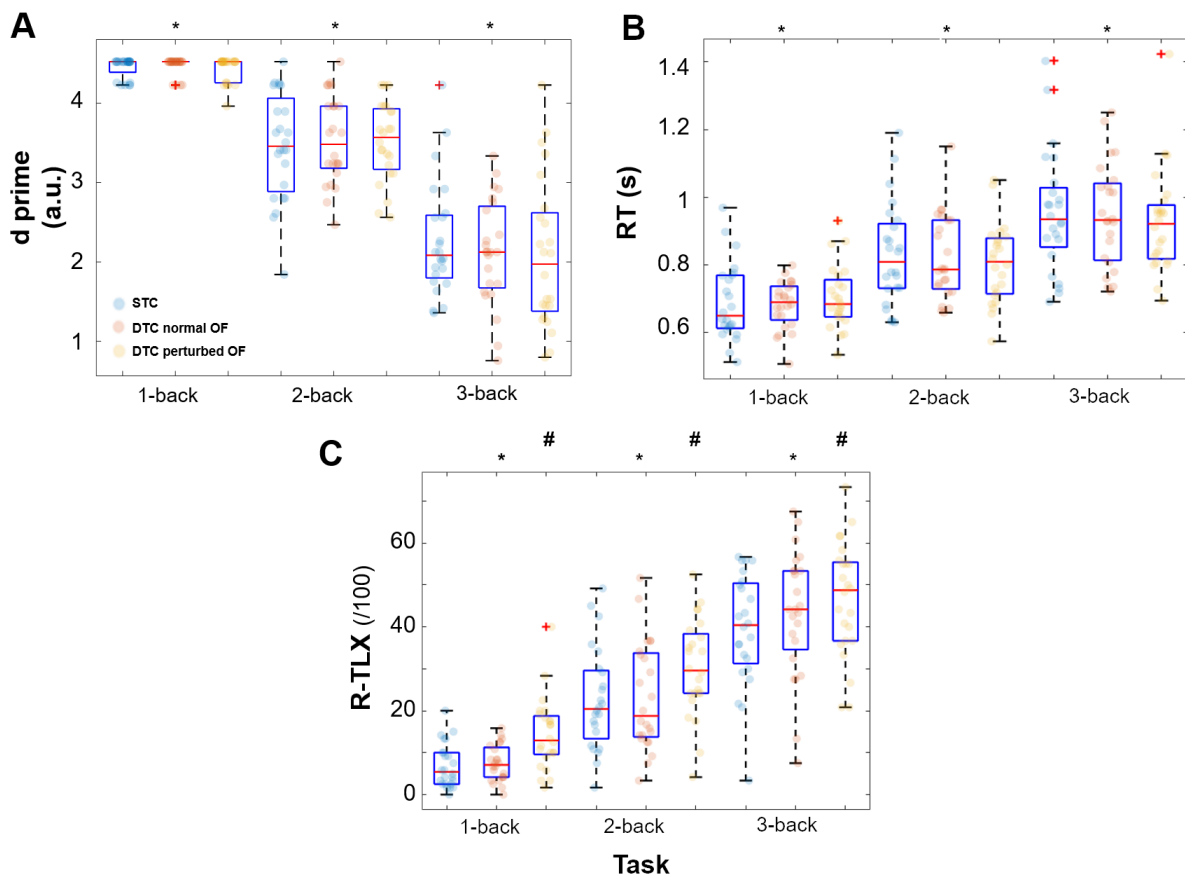 A
* * *
d prime
(a.u.)
4
3
2
1
STC
DTC normal OF
DTC perturbed OF
1-back 2-back 3-back
B
* * *
RT (s)
1.4
1.2
1
0.8
0.6
1-back 2-back 3-back
C
# # #
* * *
R-TLX (/100)
60
40
20
0
1-back 2-back 3-back
Task